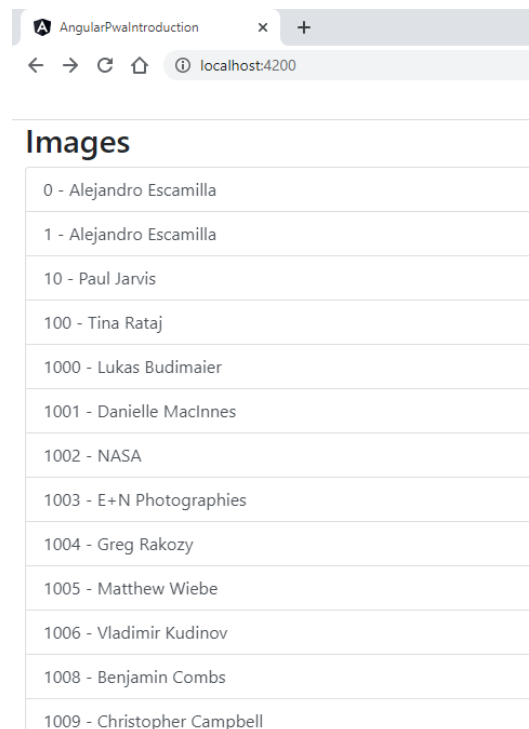 AngularPwaIntroduction
localhost:4200
Images
0 - Alejandro Escamilla
1 - Alejandro Escamilla
10 - Paul Jarvis
100 - Tina Rataj
1000 - Lukas Budimaier
1001 - Danielle MacInnes
1002 - NASA
1003 - E+N Photographies
1004 - Greg Rakozy
1005 - Matthew Wiebe
1006 - Vladimir Kudinov
1008 - Benjamin Combs
1009 - Christopher Campbell